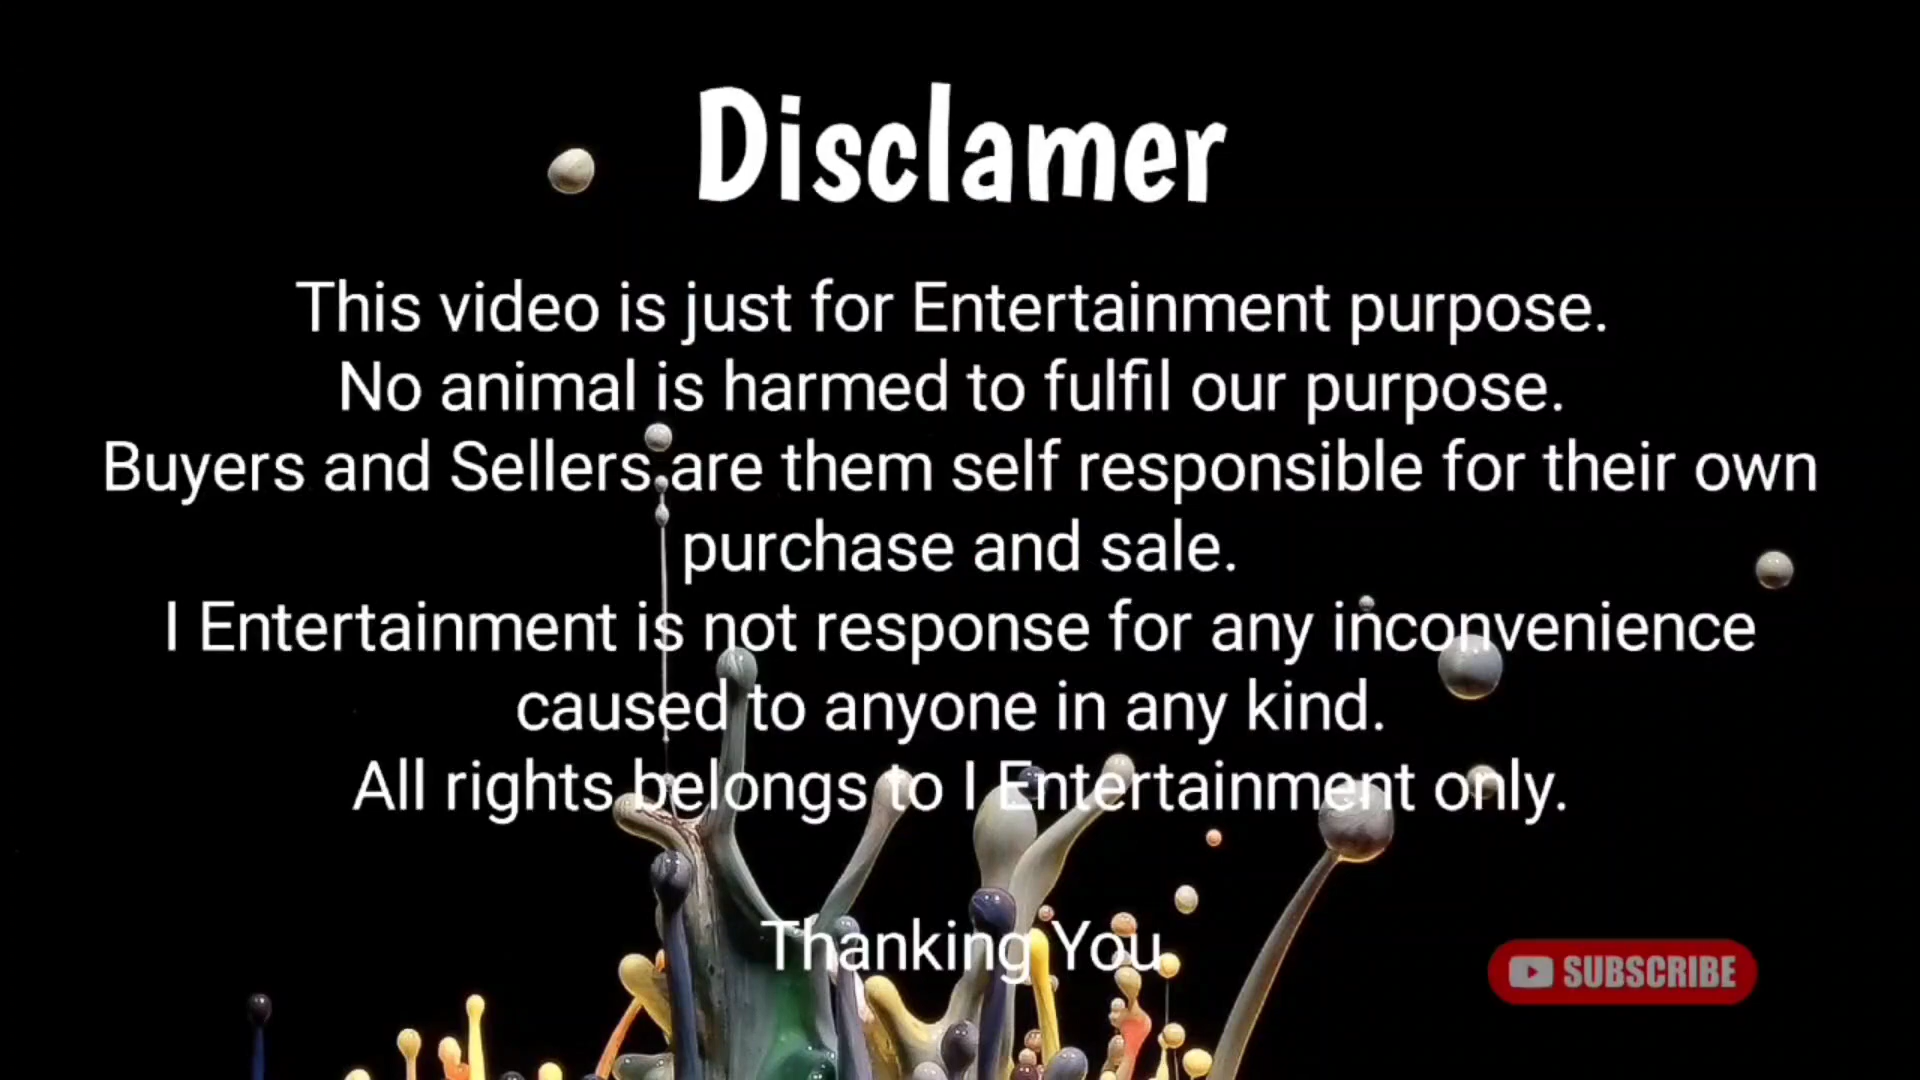 Disclamer
This video is just for Entertainment purpose.
No animal is harmed to fulfil our purpose.
Buyers and Sellers are them self responsible for their own
purchase and sale.
I Entertainment is not response for any inconvenience
caused to anyone in any kind.
All rights belongs to I Entertainment only.
Thanking You
SUBSCRIBE